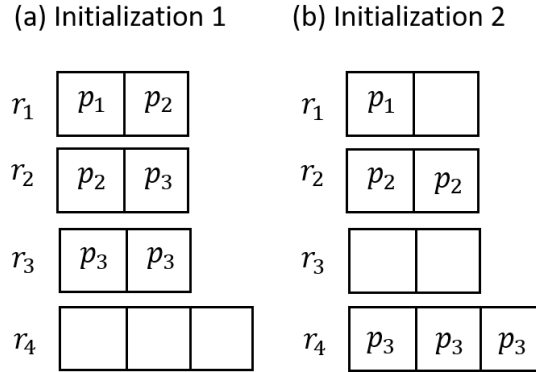 (a) Initialization 1
r₁ p₁ p₂
r₂ p₂ p₃
r₃ p₃ p₃
r₄
(b) Initialization 2
r₁ p₁
r₂ p₂ p₂
r₃
r₄ p₃ p₃ p₃